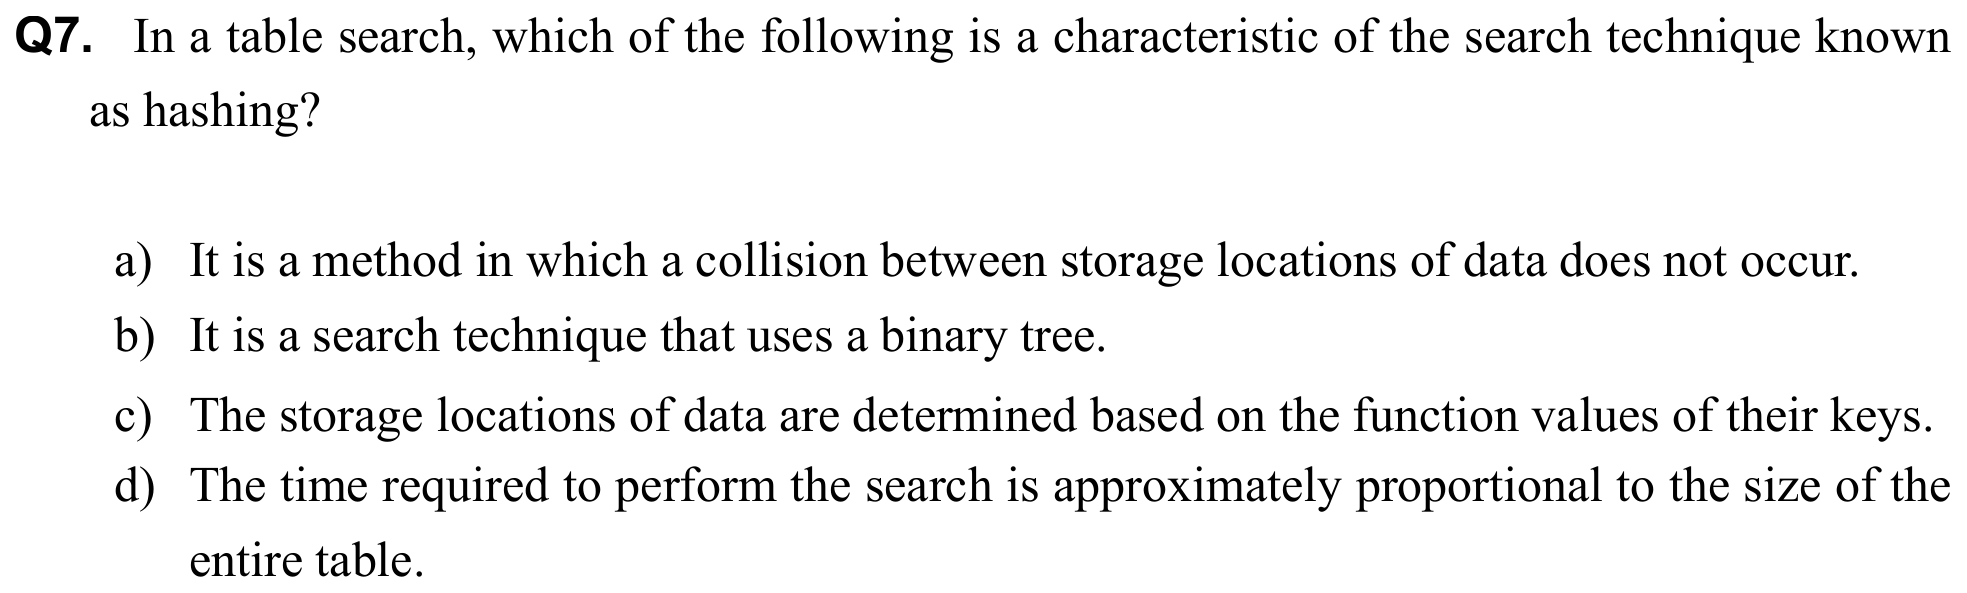 Q7. In a table search, which of the following is a characteristic of the search technique known
as hashing?
a) It is a method in which a collision between storage locations of data does not occur.
b) It is a search technique that uses a binary tree.
c) The storage locations of data are determined based on the function values of their keys.
d) The time required to perform the search is approximately proportional to the size of the
entire table.